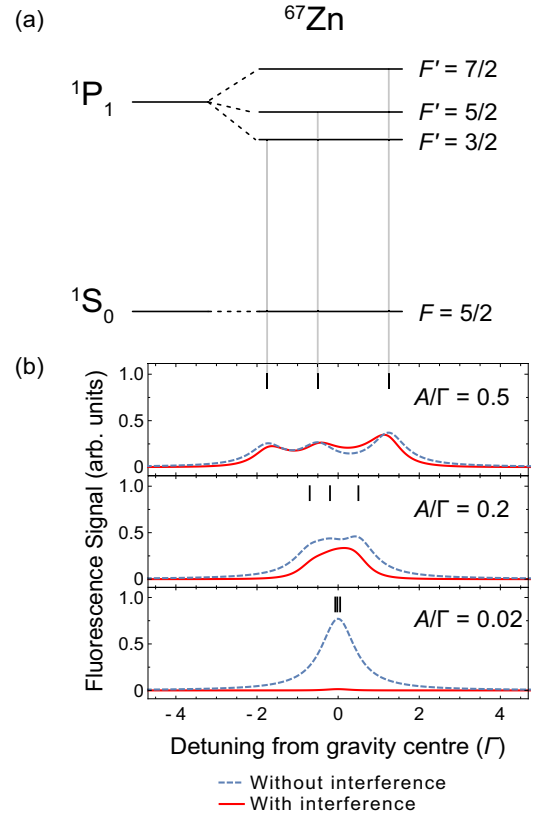 (a)
⁶⁷Zn
¹P₁
F′ = 7/2
F′ = 5/2
F′ = 3/2
¹S₀
F = 5/2
(b)
Fluorescence Signal (arb. units)
1.0
0.5
0
A/Γ = 0.5
1.0
0.5
0
A/Γ = 0.2
1.0
0.5
0
A/Γ = 0.02
-4 -2 0 2 4
Detuning from gravity centre (Γ)
Without interference
With interference